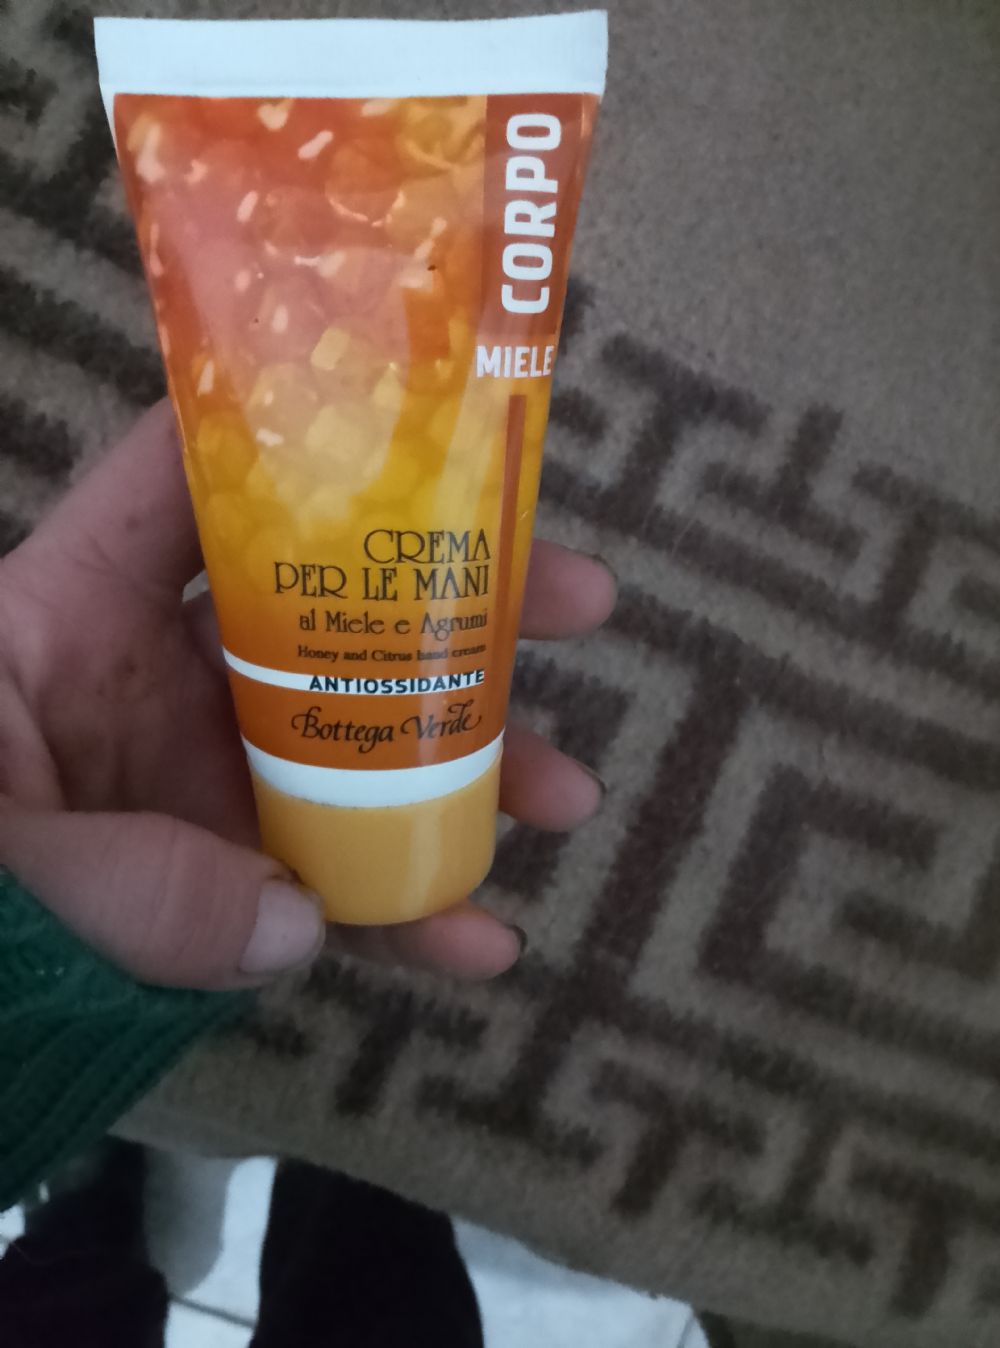 CORPO
MIELE
CREMA
PER LE MANI
al Miele e Agrumi
Honey and Citrus hand cream
ANTIOSSIDANTE
Bottega Verde